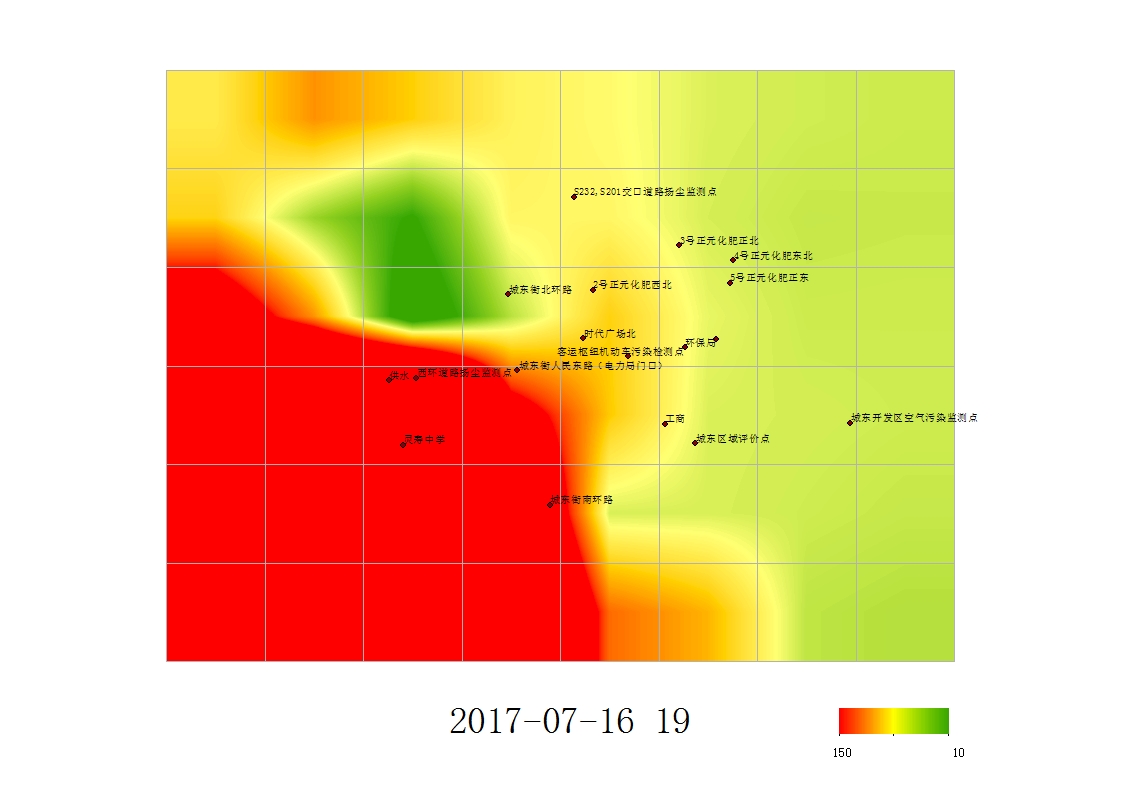 S232,S201交口道路扬尘监测点
3号正元化肥正北
4号正元化肥东北
5号正元化肥正东
城东街北环路
2号正元化肥西北
时代广场北
环保局
客运枢纽机动车污染检测点
城东街人民东路（电力局门口）
供水
西环道路扬尘监测点
工商
城东开发区空气污染监测点
灵寿中学
城东区域评价点
城东街南环路
2017-07-16 19
150
10